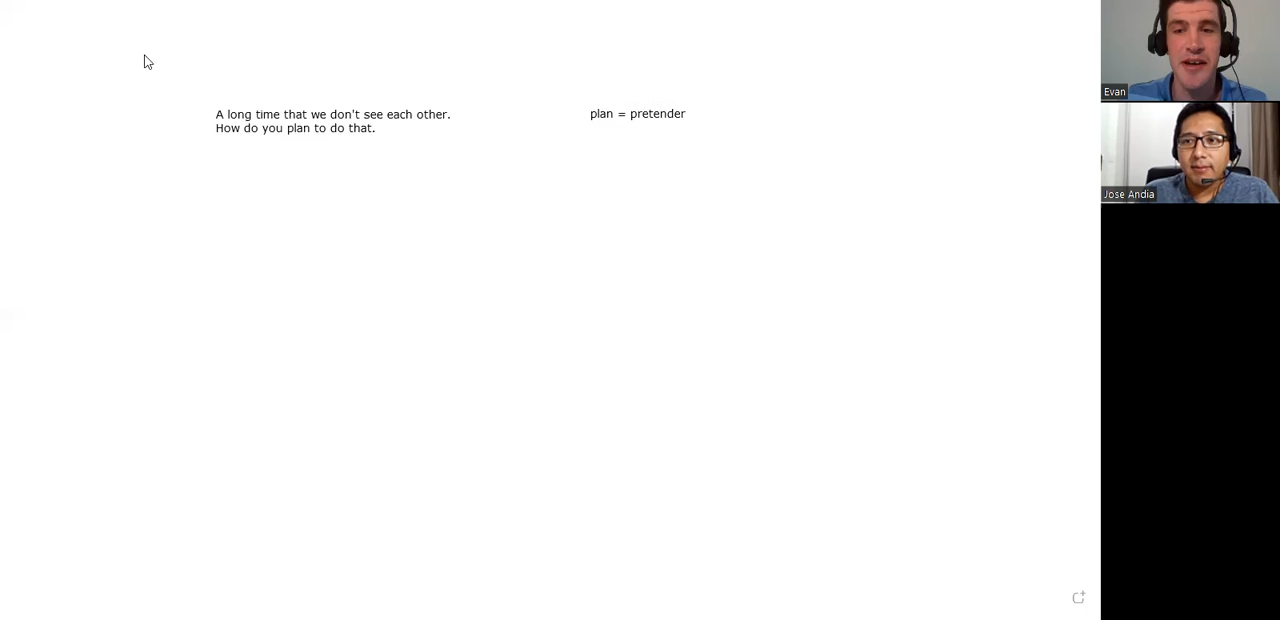 A long time that we don't see each other.
How do you plan to do that.
plan = pretender
Evan
Jose Andia